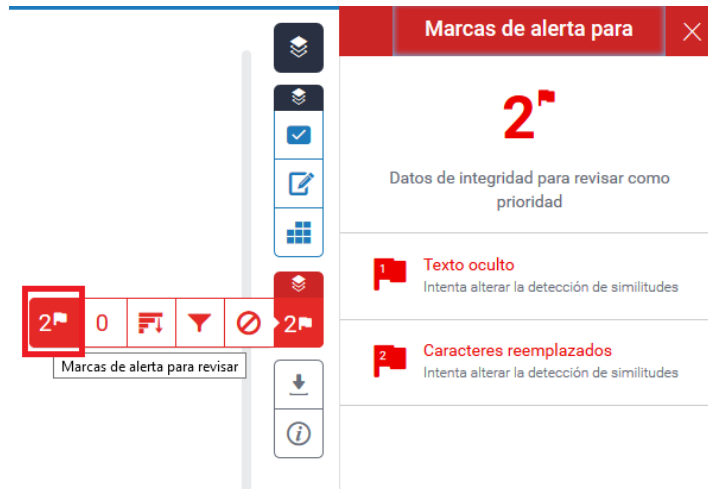 Marcas de alerta para
2
Datos de integridad para revisar como
prioridad
1
Texto oculto
Intenta alterar la detección de similitudes
2
Caracteres reemplazados
Intenta alterar la detección de similitudes
2 0 2
Marcas de alerta para revisar